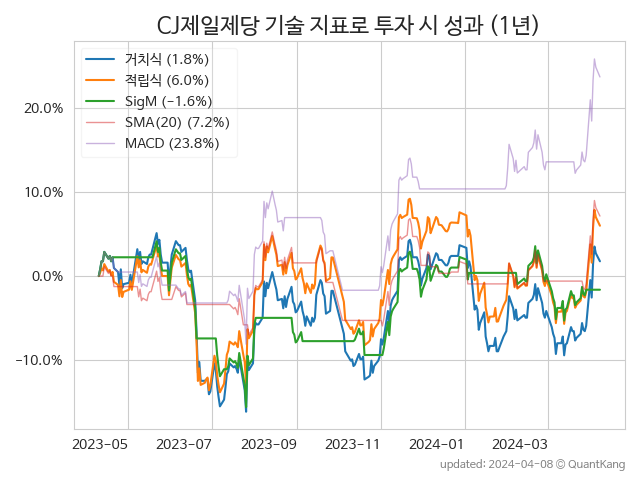 CJ제일제당 기술 지표로 투자 시 성과 (1년)
거치식 (1.8%)
적립식 (6.0%)
SigM (−1.6%)
SMA(20) (7.2%)
MACD (23.8%)
20.0%
10.0%
0.0%
−10.0%
2023-05 2023-07 2023-09 2023-11 2024-01 2024-03
updated: 2024-04-08 © QuantKang